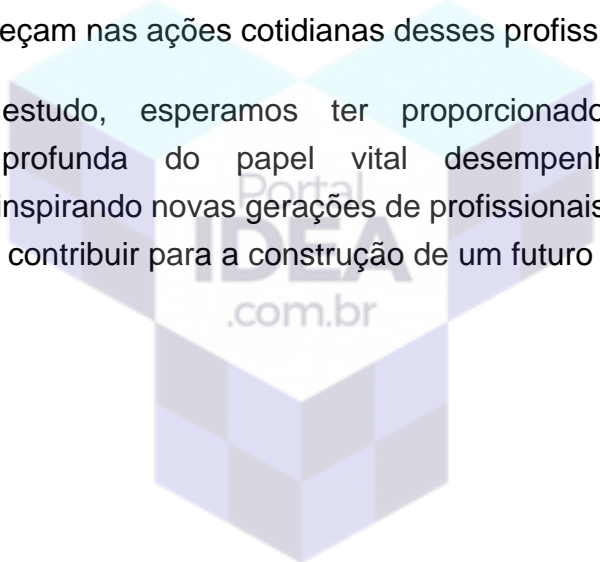 eçam nas ações cotidianas desses profiss
estudo, esperamos ter proporcionado
profunda do papel vital desempenh
inspirando novas gerações de profissionais
contribuir para a construção de um futuro
Portal
IDEA
.com.br